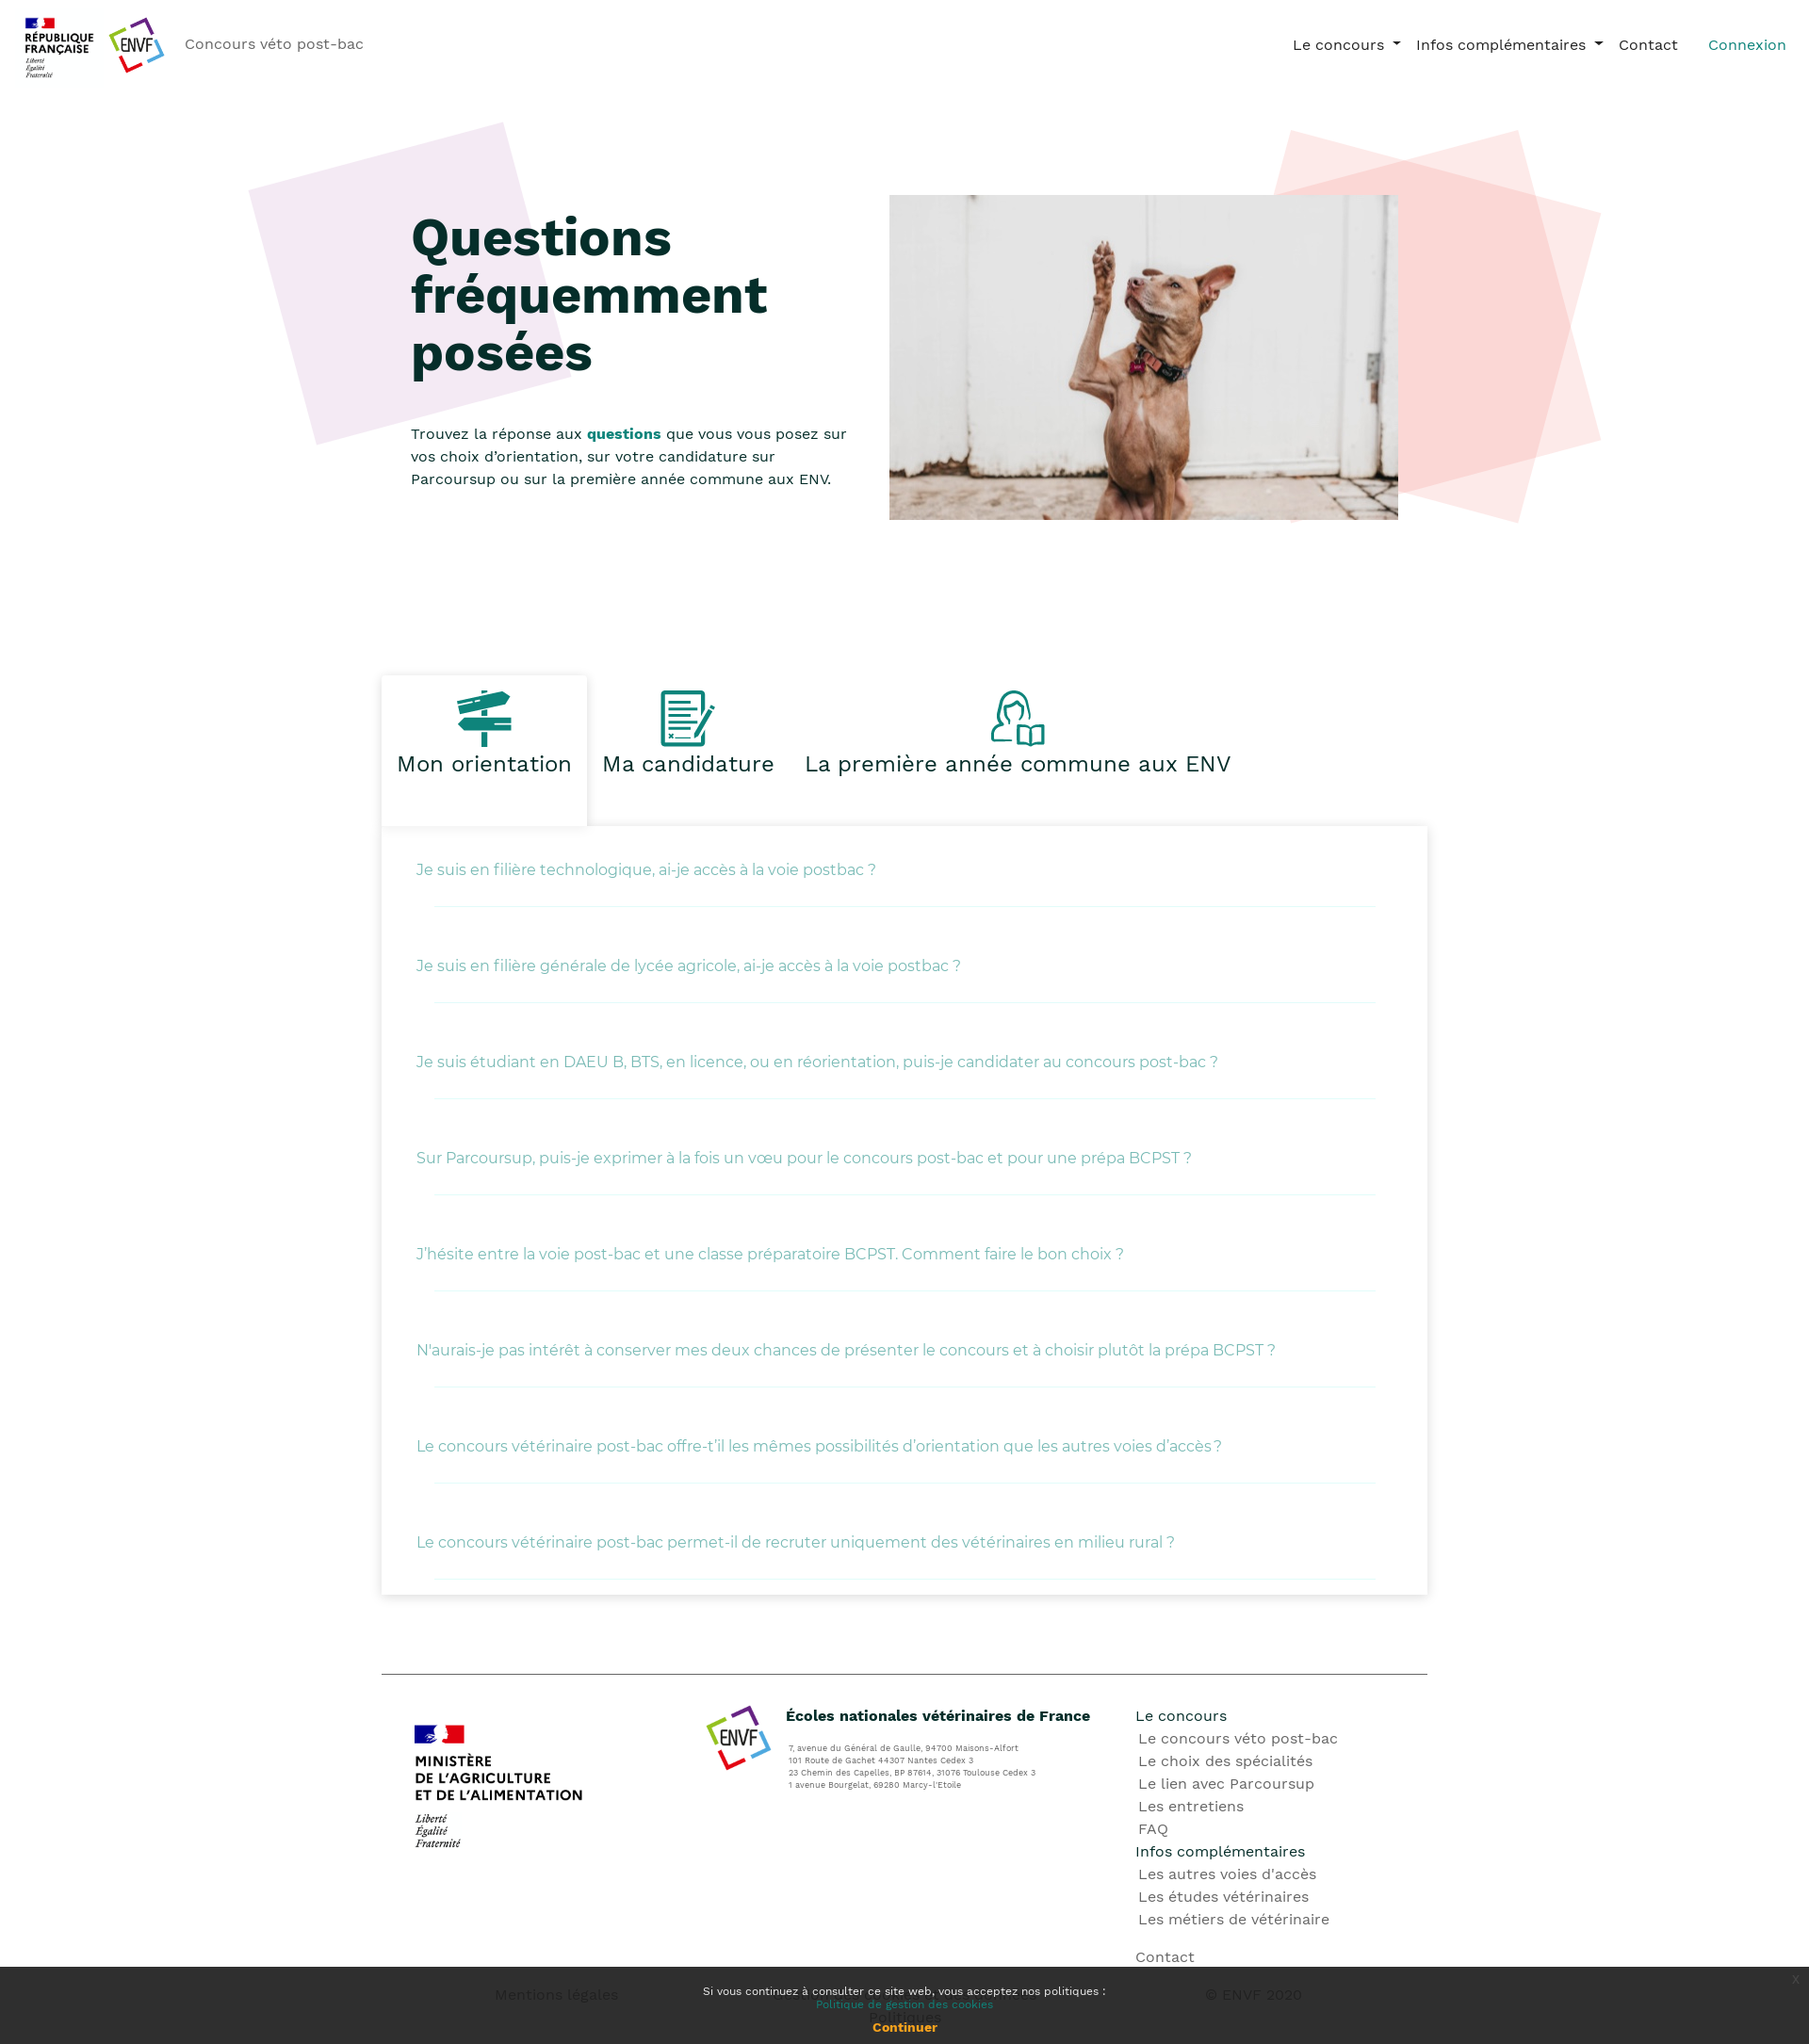 RÉPUBLIQUE
FRANÇAISE
Liberté
Égalité
Fraternité
ENVF
Concours véto post-bac
Le concours
Infos complémentaires
Contact
Connexion
Questions
fréquemment
posées
Trouvez la réponse aux questions que vous vous posez sur
vos choix d’orientation, sur votre candidature sur
Parcoursup ou sur la première année commune aux ENV.
Mon orientation
Ma candidature
La première année commune aux ENV
Je suis en filière technologique, ai-je accès à la voie postbac ?
Je suis en filière générale de lycée agricole, ai-je accès à la voie postbac ?
Je suis étudiant en DAEU B, BTS, en licence, ou en réorientation, puis-je candidater au concours post-bac ?
Sur Parcoursup, puis-je exprimer à la fois un vœu pour le concours post-bac et pour une prépa BCPST ?
J’hésite entre la voie post-bac et une classe préparatoire BCPST. Comment faire le bon choix ?
N'aurais-je pas intérêt à conserver mes deux chances de présenter le concours et à choisir plutôt la prépa BCPST ?
Le concours vétérinaire post-bac offre-t’il les mêmes possibilités d’orientation que les autres voies d’accès ?
Le concours vétérinaire post-bac permet-il de recruter uniquement des vétérinaires en milieu rural ?
MINISTÈRE
DE L’AGRICULTURE
ET DE L’ALIMENTATION
Liberté
Égalité
Fraternité
ENVF
Écoles nationales vétérinaires de France
7, avenue du Général de Gaulle, 94700 Maisons-Alfort
101 Route de Gachet 44307 Nantes Cedex 3
23 Chemin des Capelles, BP 87614, 31076 Toulouse Cedex 3
1 avenue Bourgelat, 69280 Marcy-l'Etoile
Le concours
Le concours véto post-bac
Le choix des spécialités
Le lien avec Parcoursup
Les entretiens
FAQ
Infos complémentaires
Les autres voies d'accès
Les études vétérinaires
Les métiers de vétérinaire
Contact
x
Si vous continuez à consulter ce site web, vous acceptez nos politiques :
Mentions légales
© ENVF 2020
Politique de gestion des cookies
Politiques
Continuer